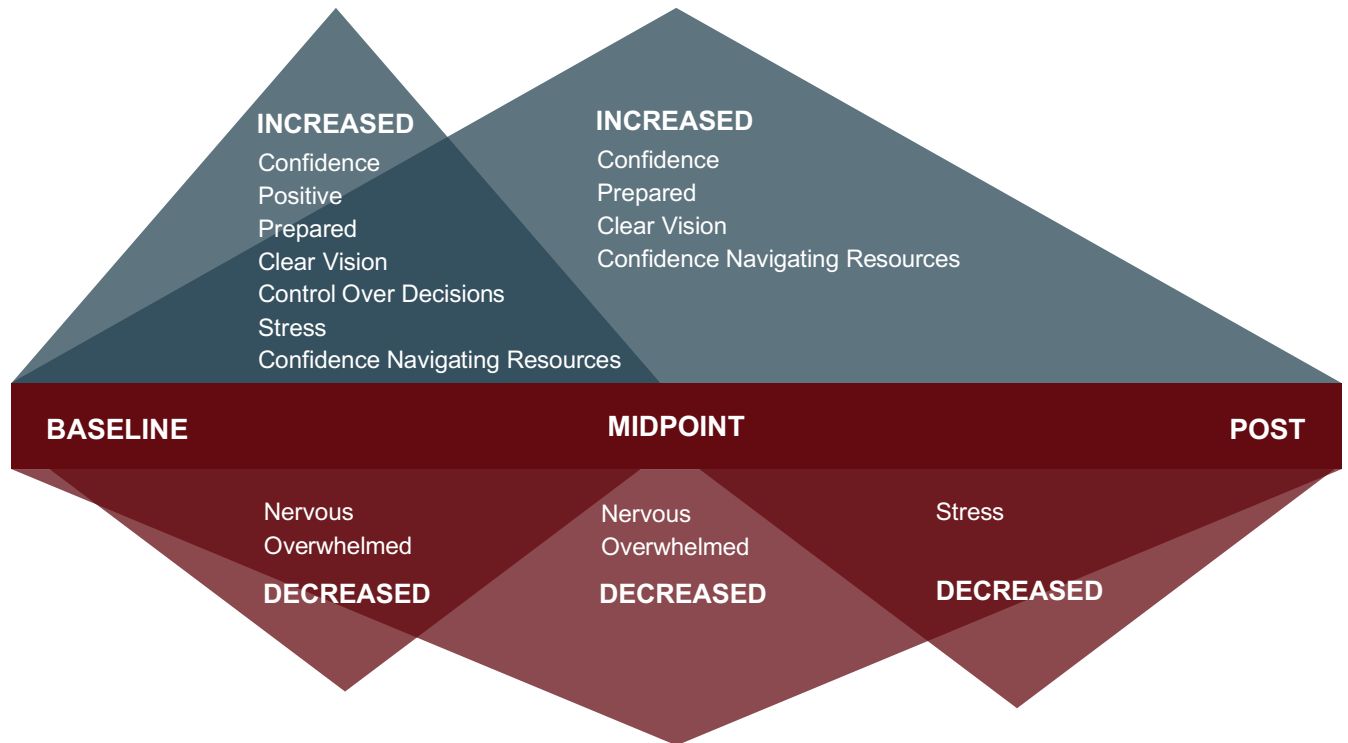 INCREASED
Confidence
Positive
Prepared
Clear Vision
Control Over Decisions
Stress
Confidence Navigating Resources
INCREASED
Confidence
Prepared
Clear Vision
Confidence Navigating Resources
BASELINE
MIDPOINT
POST
Nervous
Overwhelmed
DECREASED
Nervous
Overwhelmed
DECREASED
Stress
DECREASED